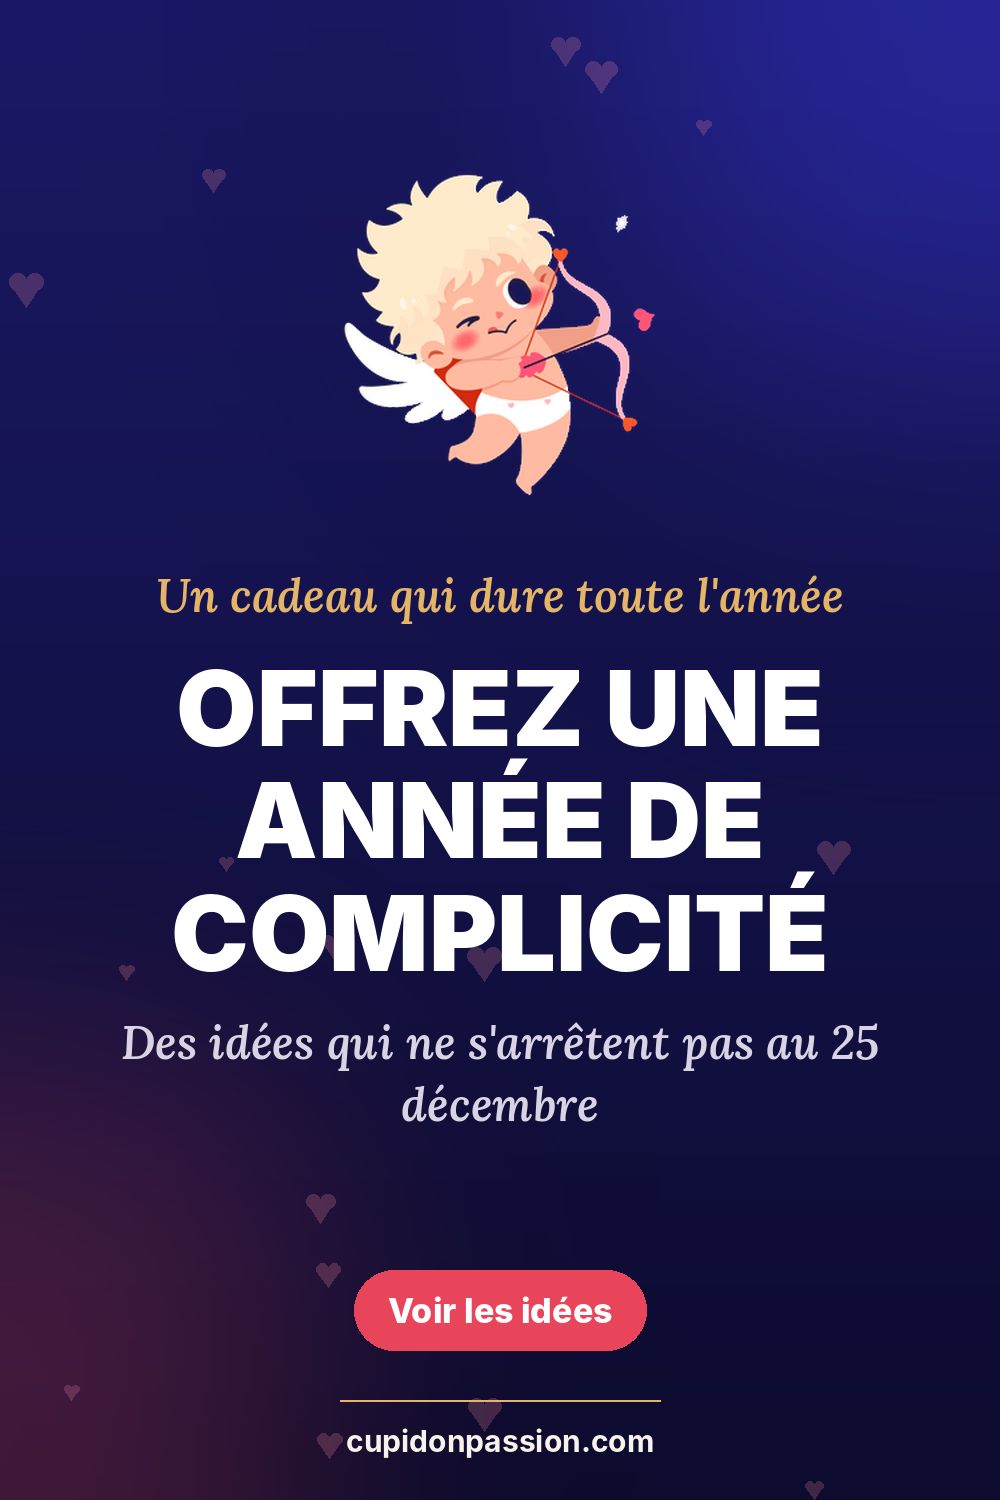 Un cadeau qui dure toute l'année
OFFREZ UNE
ANNÉE DE
COMPLICITÉ
Des idées qui ne s'arrêtent pas au 25
décembre
Voir les idées
cupidonpassion.com